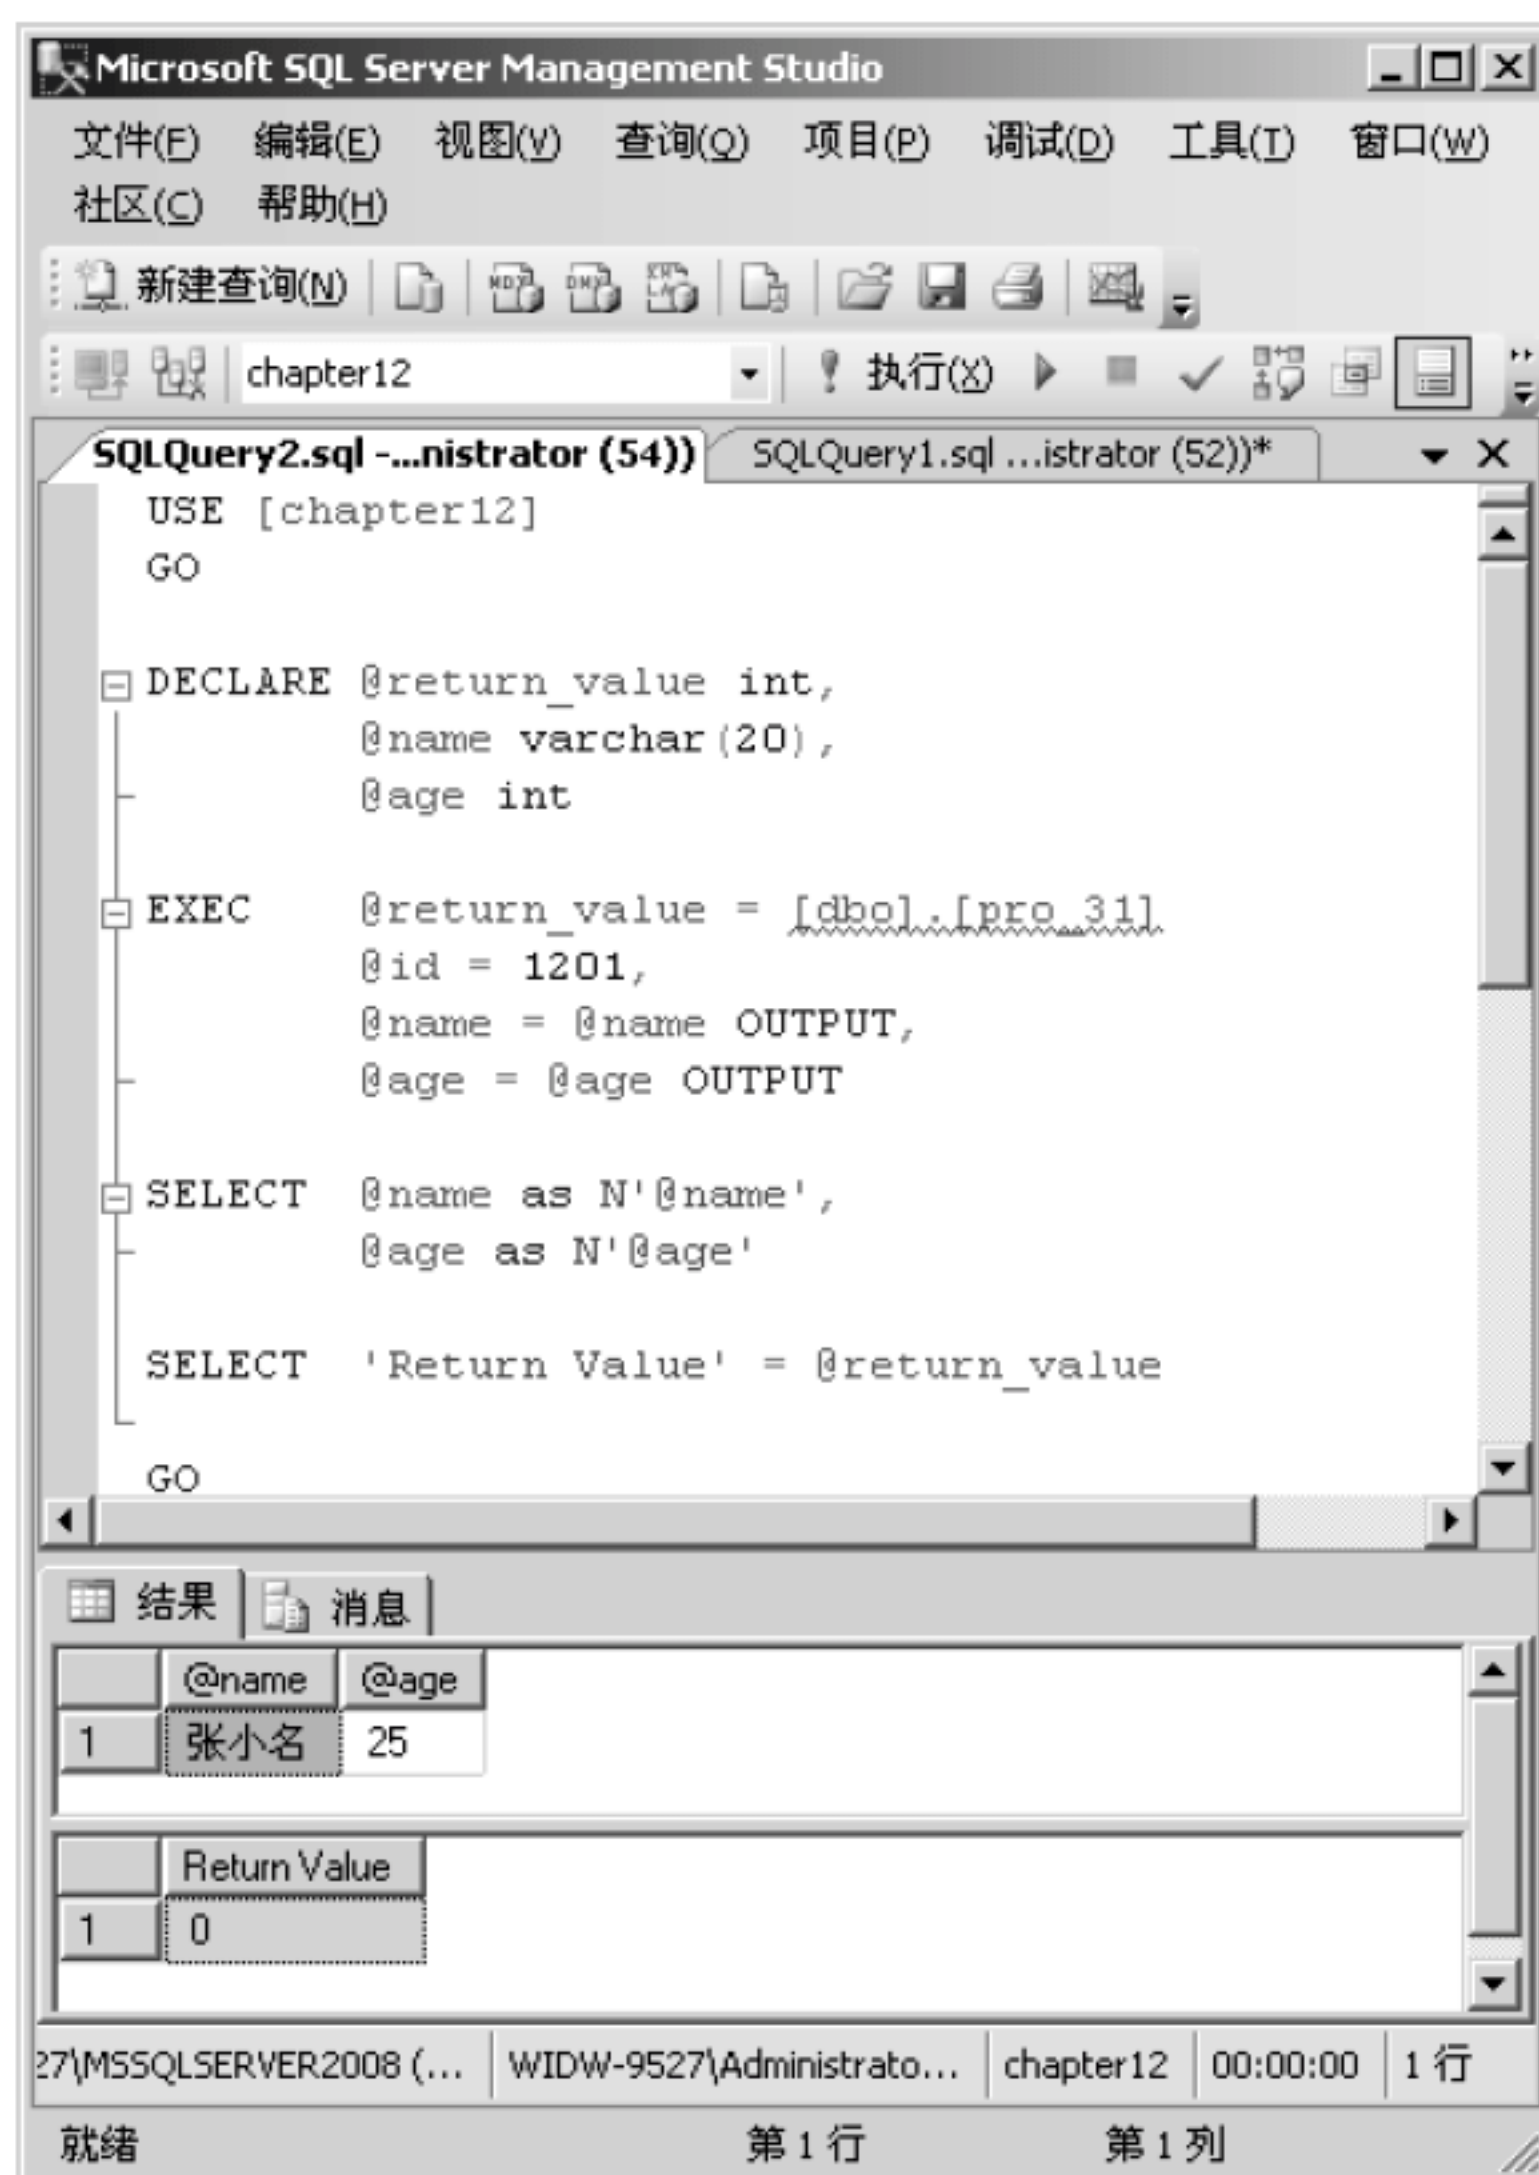 Microsoft SQL Server Management Studio
文件(F) 编辑(E) 视图(V) 查询(Q) 项目(P) 调试(D) 工具(T) 窗口(W)
社区(C) 帮助(H)
新建查询(N) MDX DMX XMLA
chapter12 执行(X)
SQLQuery2.sql -...nistrator (54)) SQLQuery1.sql ...istrator (52))*
USE [chapter12]
GO
DECLARE @return_value int,
@name varchar(20),
@age int
EXEC @return_value = [dbo].[pro_31]
@id = 1201,
@name = @name OUTPUT,
@age = @age OUTPUT
SELECT @name as N'@name',
@age as N'@age'
SELECT 'Return Value' = @return_value
GO
结果 消息
@name @age
1 张小名 25
Return Value
1 0
27\MSSQLSERVER2008 (... WIDW-9527\Administrato... chapter12 00:00:00 1 行
就绪 第 1 行 第 1 列